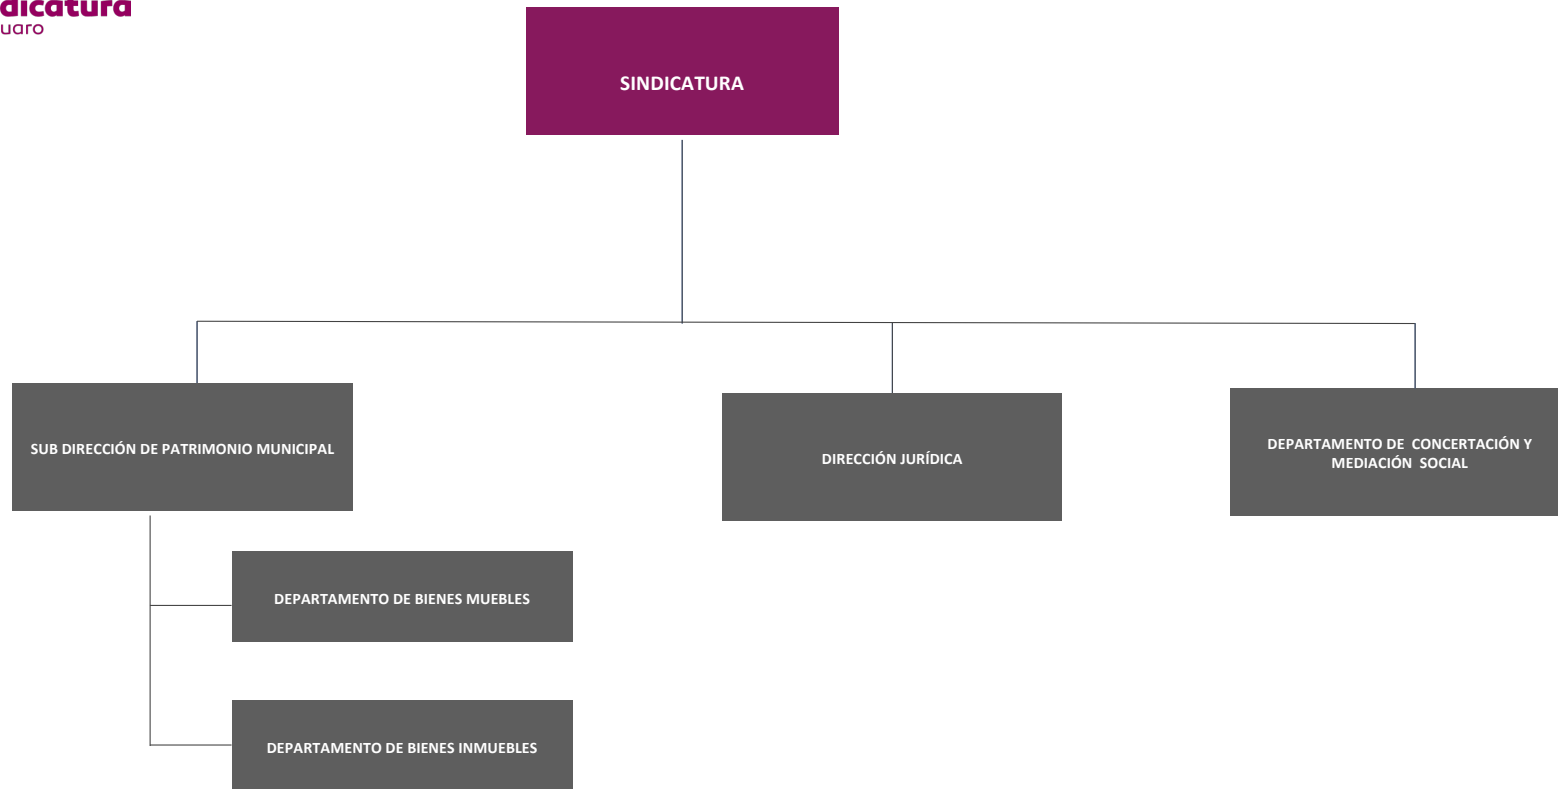 dicatura
uaro
SINDICATURA
SUB DIRECCIÓN DE PATRIMONIO MUNICIPAL
DIRECCIÓN JURÍDICA
DEPARTAMENTO DE  CONCERTACIÓN Y
MEDIACIÓN  SOCIAL
DEPARTAMENTO DE BIENES MUEBLES
DEPARTAMENTO DE BIENES INMUEBLES